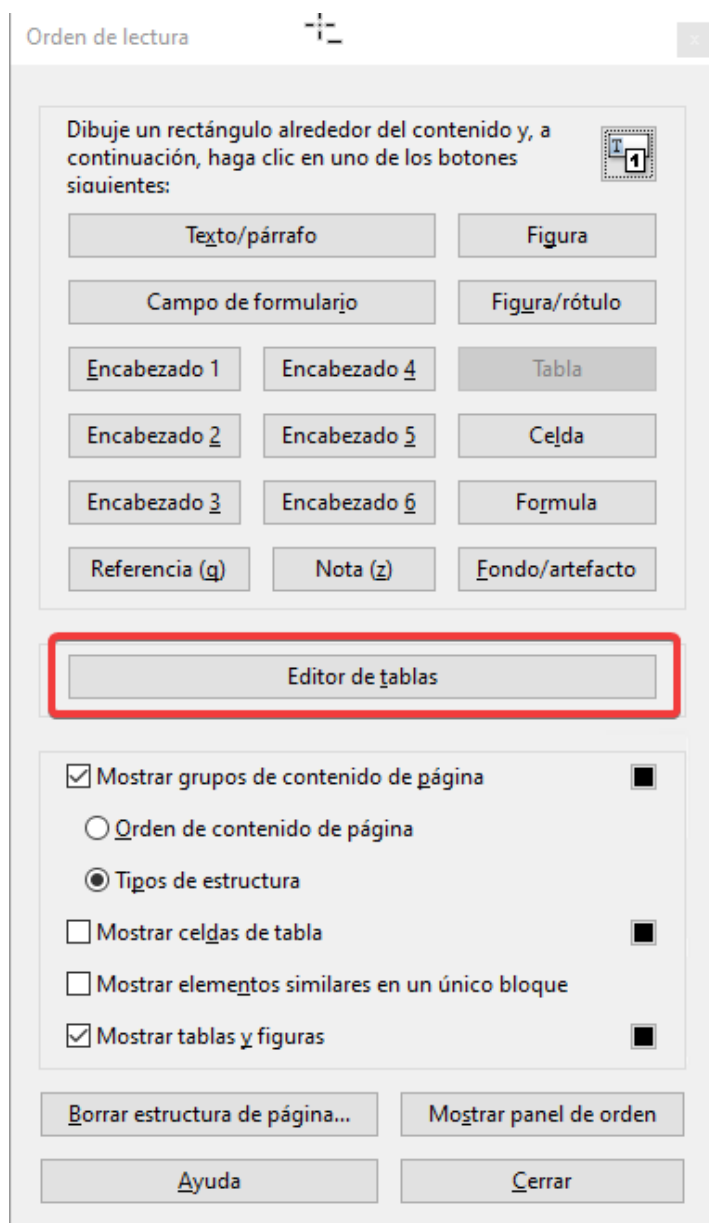 Orden de lectura
x
Dibuje un rectángulo alrededor del contenido y, a
continuación, haga clic en uno de los botones
siguientes:
T
1
Texto/párrafo
Figura
Campo de formulario
Figura/rótulo
Encabezado 1
Encabezado 4
Tabla
Encabezado 2
Encabezado 5
Celda
Encabezado 3
Encabezado 6
Formula
Referencia (q)
Nota (z)
Fondo/artefacto
Editor de tablas
Mostrar grupos de contenido de página
Orden de contenido de página
Tipos de estructura
Mostrar celdas de tabla
Mostrar elementos similares en un único bloque
Mostrar tablas y figuras
Borrar estructura de página...
Mostrar panel de orden
Ayuda
Cerrar